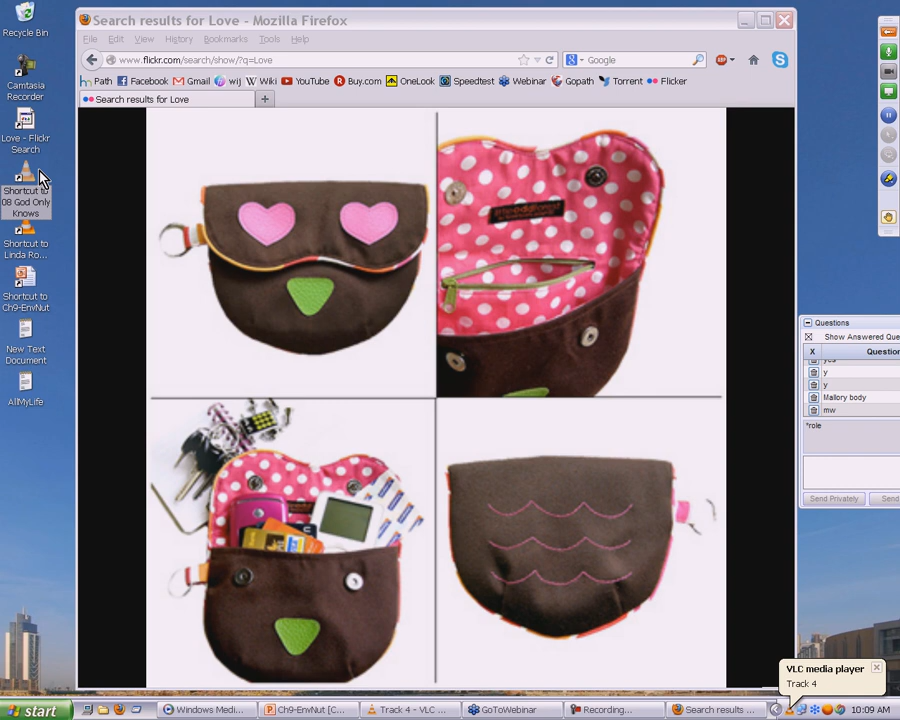 Recycle Bin
Camtasia
Recorder
Love - Flickr
Search
Shortcut to
08 God Only
Knows
Shortcut to
Linda Ro...
Shortcut to
Ch9-EnvNut
New Text
Document
AllMyLife
Search results for Love - Mozilla Firefox
File Edit View History Bookmarks Tools Help
www.flickr.com/search/show/?q=Love
Google
Path Facebook Gmail wij Wiki YouTube Buy.com OneLook Speedtest Webinar Gopath Torrent Flicker
Search results for Love
Questions
Show Answered Que
X Question
yes
y
y
Mallory body
mw
*role
Send Privately Send
VLC media player
Track 4
start
Windows Medi...
Ch9-EnvNut [C...
Track 4 - VLC ...
GoToWebinar
Recording...
Search results ...
10:09 AM